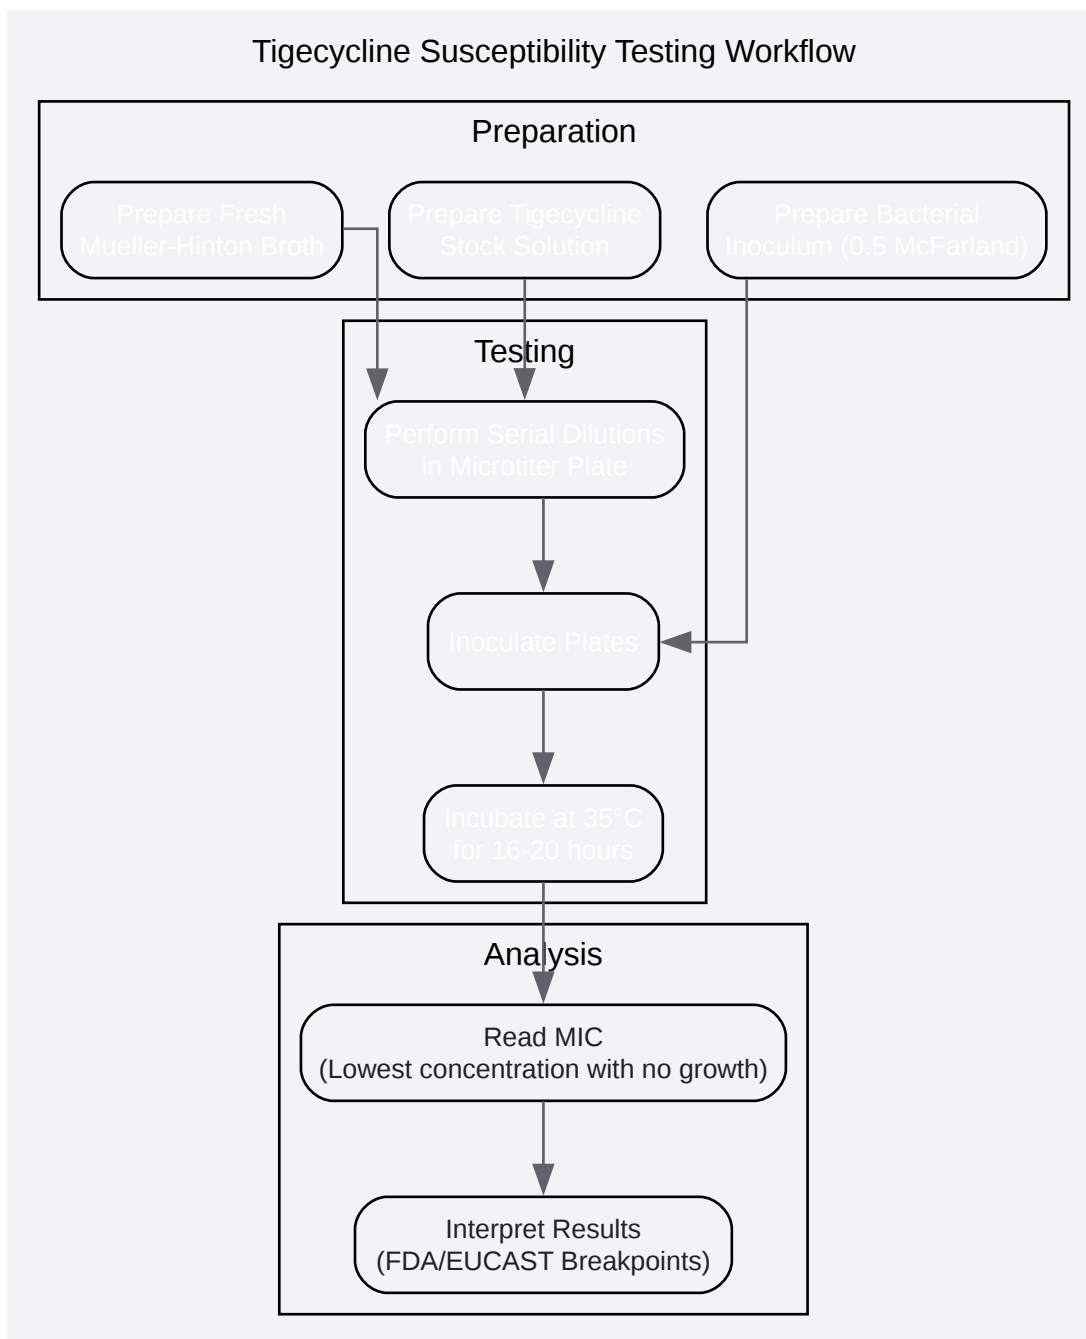 Tigecycline Susceptibility Testing Workflow
Preparation
Prepare Fresh
Mueller-Hinton Broth
Prepare Tigecycline
Stock Solution
Prepare Bacterial
Inoculum (0.5 McFarland)
Testing
Perform Serial Dilutions
in Microtiter Plate
Inoculate Plates
Incubate at 35°C
for 16-20 hours
Analysis
Read MIC
(Lowest concentration with no growth)
Interpret Results
(FDA/EUCAST Breakpoints)